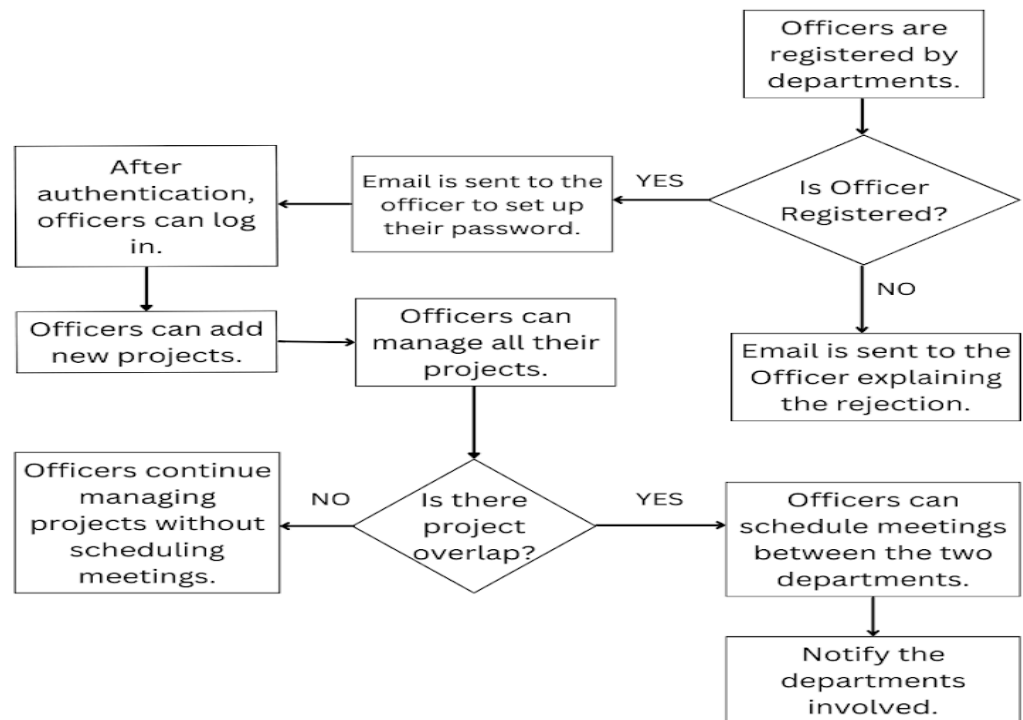 Officers are
registered by
departments.
Is Officer
Registered?
YES
Email is sent to the
officer to set up
their password.
After
authentication,
officers can log
in.
NO
Email is sent to the
Officer explaining
the rejection.
Officers can add
new projects.
Officers can
manage all their
projects.
Is there
project
overlap?
NO
Officers continue
managing
projects without
scheduling
meetings.
YES
Officers can
schedule meetings
between the two
departments.
Notify the
departments
involved.